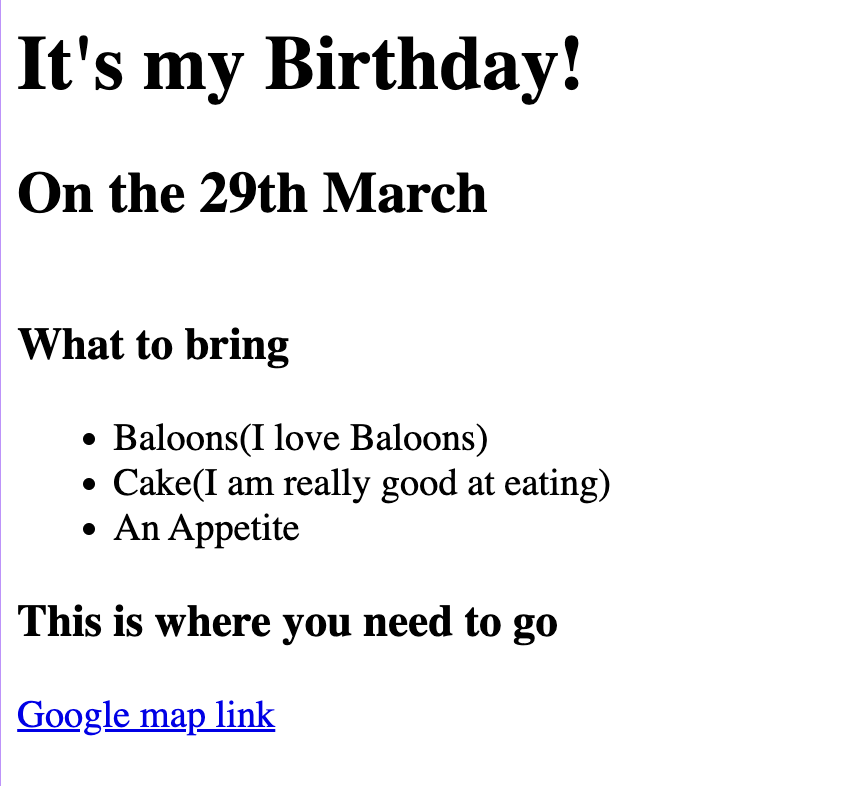 It's my Birthday!
On the 29th March
What to bring
Baloons(I love Baloons)
Cake(I am really good at eating)
An Appetite
This is where you need to go
Google map link